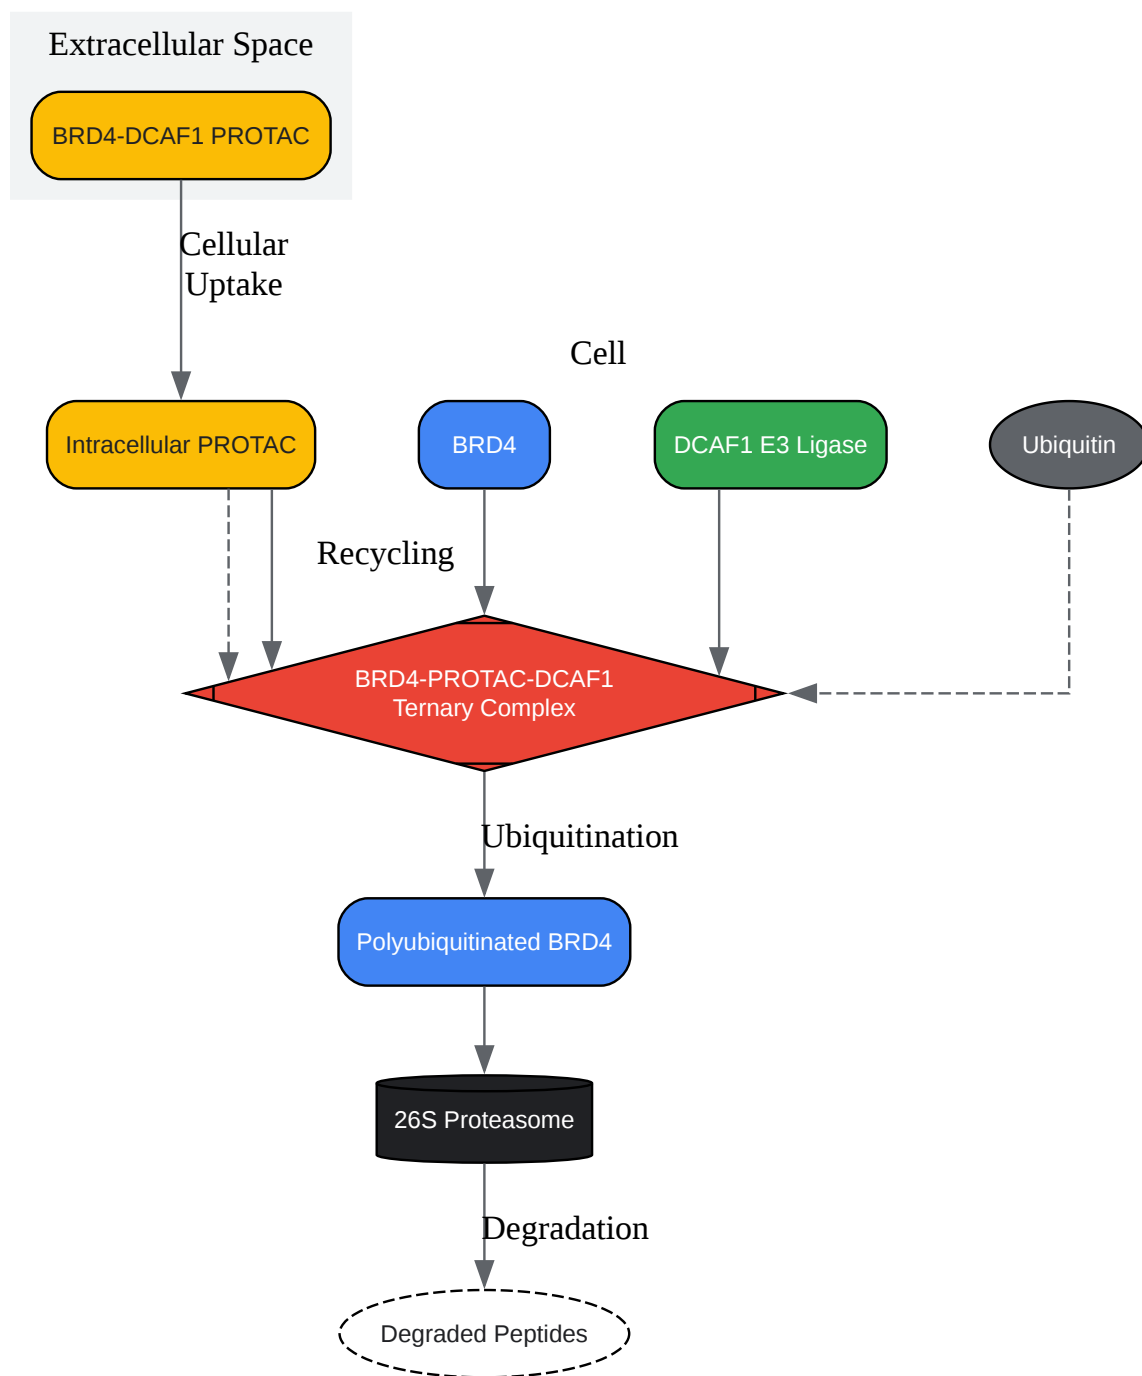 Extracellular Space
BRD4-DCAF1 PROTAC
Cellular
Uptake
Cell
Intracellular PROTAC
BRD4
DCAF1 E3 Ligase
Ubiquitin
Recycling
BRD4-PROTAC-DCAF1
Ternary Complex
Ubiquitination
Polyubiquitinated BRD4
26S Proteasome
Degradation
Degraded Peptides